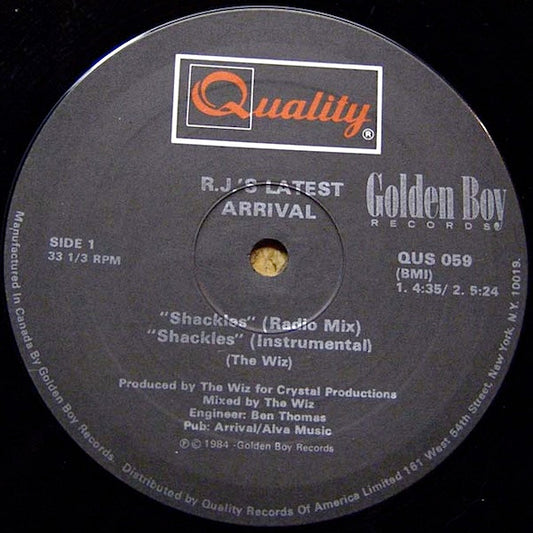 Quality®
R.J.'S LATEST
ARRIVAL
Golden Boy
RECORDS®
SIDE 1
33 1/3 RPM
QUS 059
(BMI)
1. 4:35/ 2. 5:24
"Shackles" (Radio Mix)
"Shackles" (Instrumental)
(The Wiz)
Produced by The Wiz for Crystal Productions
Mixed by The Wiz
Engineer: Ben Thomas
Pub: Arrival/Alva Music
℗© 1984 -Golden Boy Records
Manufactured In Canada By Golden Boy Records. Distributed by Quality Records Of America Limited 161 West 54th Street, New York, N.Y. 10019.